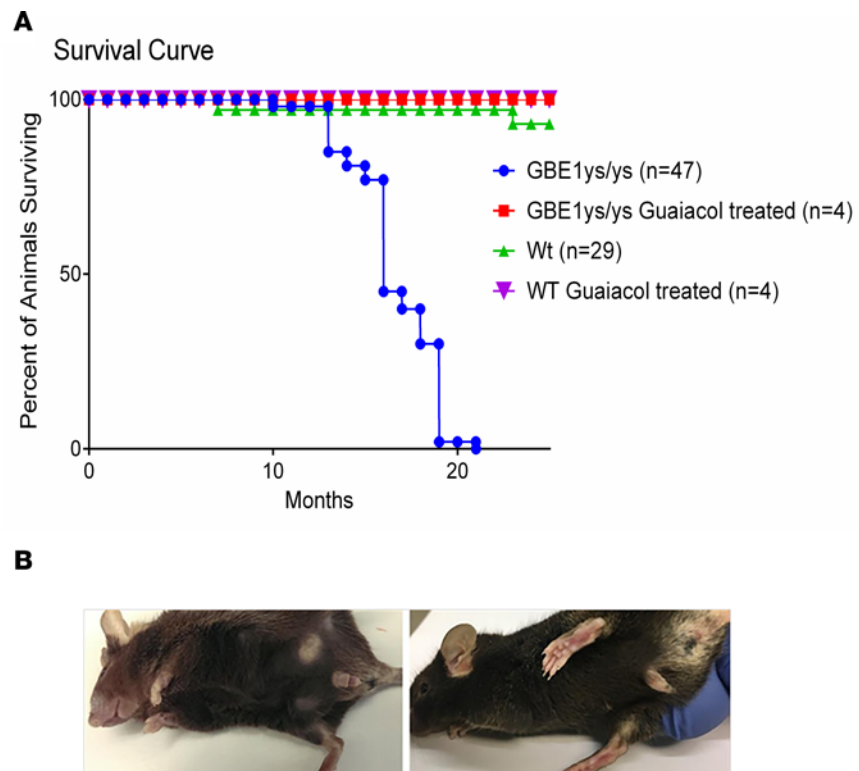 A
Survival Curve
100
50
0
0
10
20
Percent of Animals Surviving
Months
GBE1ys/ys (n=47)
GBE1ys/ys Guaiacol treated (n=4)
Wt (n=29)
WT Guaiacol treated (n=4)
B